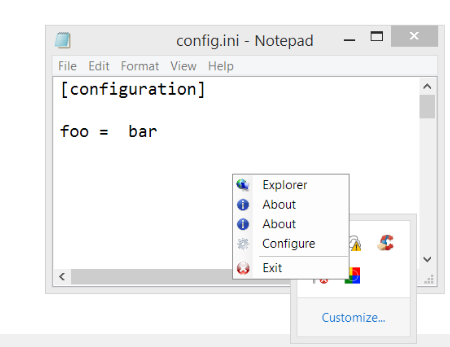 config.ini - Notepad
File Edit Format View Help
[configuration]
foo =  bar
Explorer
About
About
Configure
Exit
Customize...